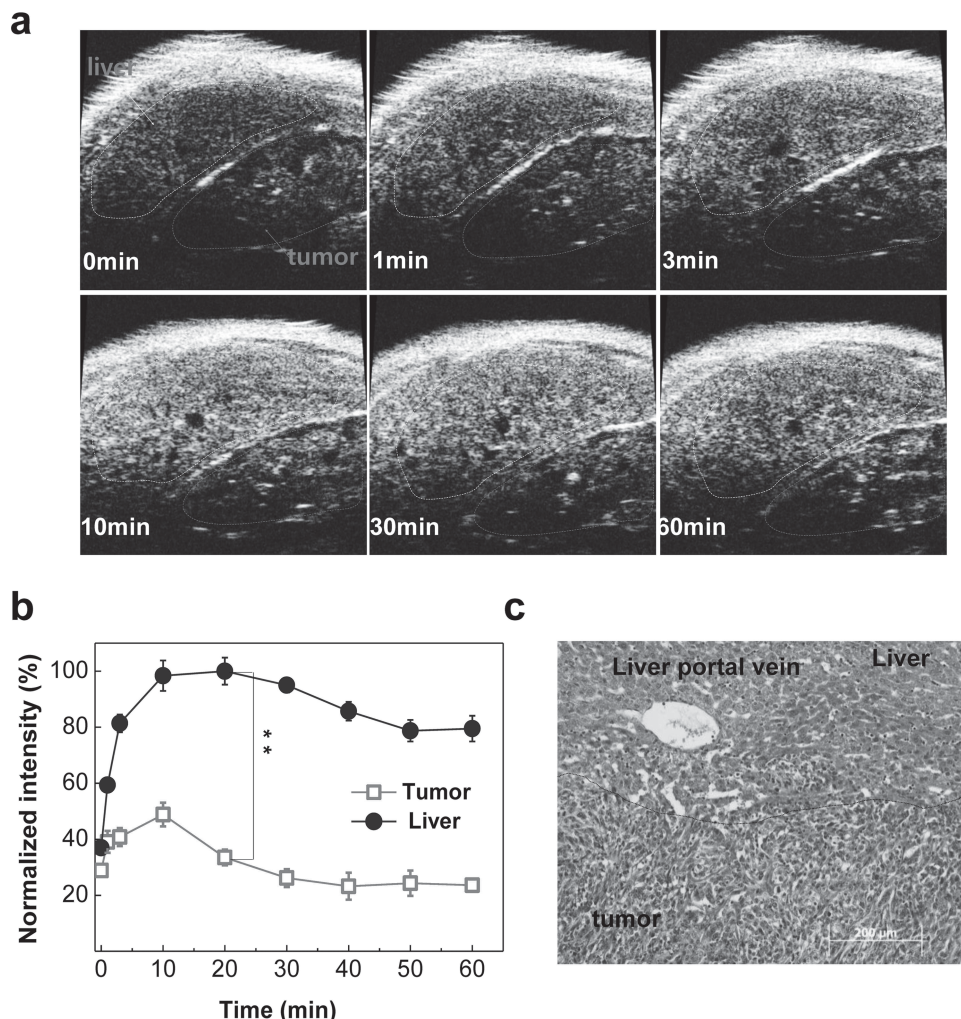 a
liver
tumor
0min
1min
3min
10min
30min
60min
b
Normalized intensity (%)
100
80
60
40
20
**
Tumor
Liver
0
10
20
30
40
50
60
Time (min)
c
Liver portal vein
Liver
tumor
200 µm